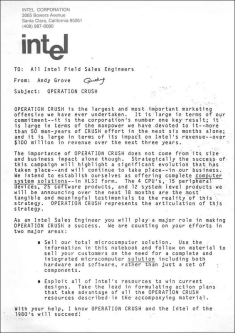 INTEL CORPORATION
3065 Bowers Avenue
Santa Clara, California 95051
(408) 987-8080
intel
TO: All Intel Field Sales Engineers
From: Andy Grove
Subject: OPERATION CRUSH
OPERATION CRUSH is the largest and most important marketing
offensive we have ever undertaken. It is large in terms of our
commitment--it is the corporation's number one key result; it
is large in terms of the manpower we have devoted to it--more
than 50 man-years of CRUSH effort in the next six months alone;
and it is large in terms of its impact on Intel's revenue--over
$100 million in revenue over the next three years.
The importance of OPERATION CRUSH does not come from its size
and business impact alone though. Strategically the success of
this campaign will highlight a significant evolution that has
taken place--and will continue to take place--in our business.
We intend to establish ourselves as offering complete computer
system solutions--in VLSI form. The 4 CPU's, 15 peripheral
Devices, 25 software products, and 12 system level products we
will be announcing over the next 18 months are the most
tangible and meaningful testimonials to the reality of this
strategy. OPERATION CRUSH represents the articulation of this
strategy.
As an Intel Sales Engineer you will play a major role in making
OPERATION CRUSH a success. We are counting on your efforts in
two major areas:
Sell our total microcomputer solution. Use the
information in this notebook and follow on material to
sell your customers on the need for a complete and
integrated microcomputer solution including both
hardware and software, rather than just a set of
components.
Exploit all of Intel's resources to win current
designs. Take the lead in formulating action plans
that take advantage of all the OPERATION CRUSH
resources described in the accompanying material.
With your help, I know OPERATION CRUSH and the Intel of the
1980's will succeed!